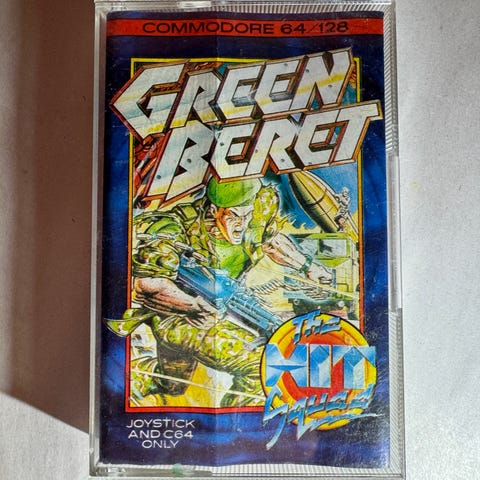 COMMODORE 64/128
GREEN
BERET
The
HIT
Squad
JOYSTICK
AND C64
ONLY